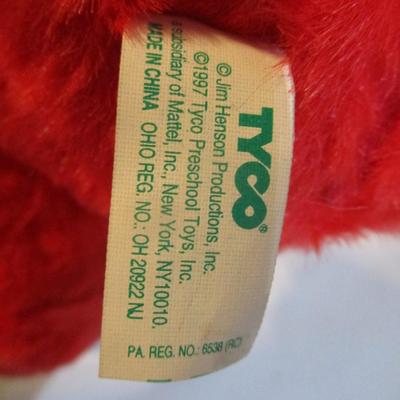 TYCO®
© Jim Henson Productions, Inc.
©1997 Tyco Preschool Toys, Inc.
a subsidiary of Mattel, Inc., New York, NY10010.
MADE IN CHINA OHIO REG. NO.: OH 20922 NJ
PA. REG. NO.: 6538 (RC)